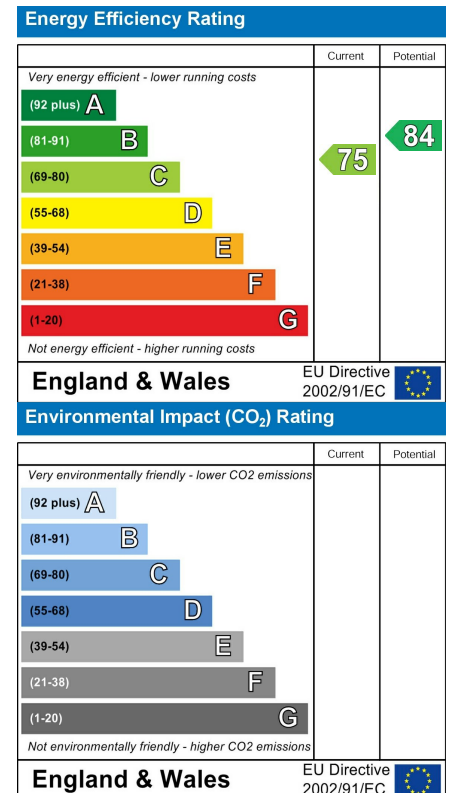 Energy Efficiency Rating
Current Potential
Very energy efficient - lower running costs
(92 plus) A
(81-91) B
(69-80) C
(55-68) D
(39-54) E
(21-38) F
(1-20) G
75
84
Not energy efficient - higher running costs
England & Wales
EU Directive
2002/91/EC
Environmental Impact (CO₂) Rating
Current Potential
Very environmentally friendly - lower CO2 emissions
(92 plus) A
(81-91) B
(69-80) C
(55-68) D
(39-54) E
(21-38) F
(1-20) G
Not environmentally friendly - higher CO2 emissions
England & Wales
EU Directive
2002/91/EC